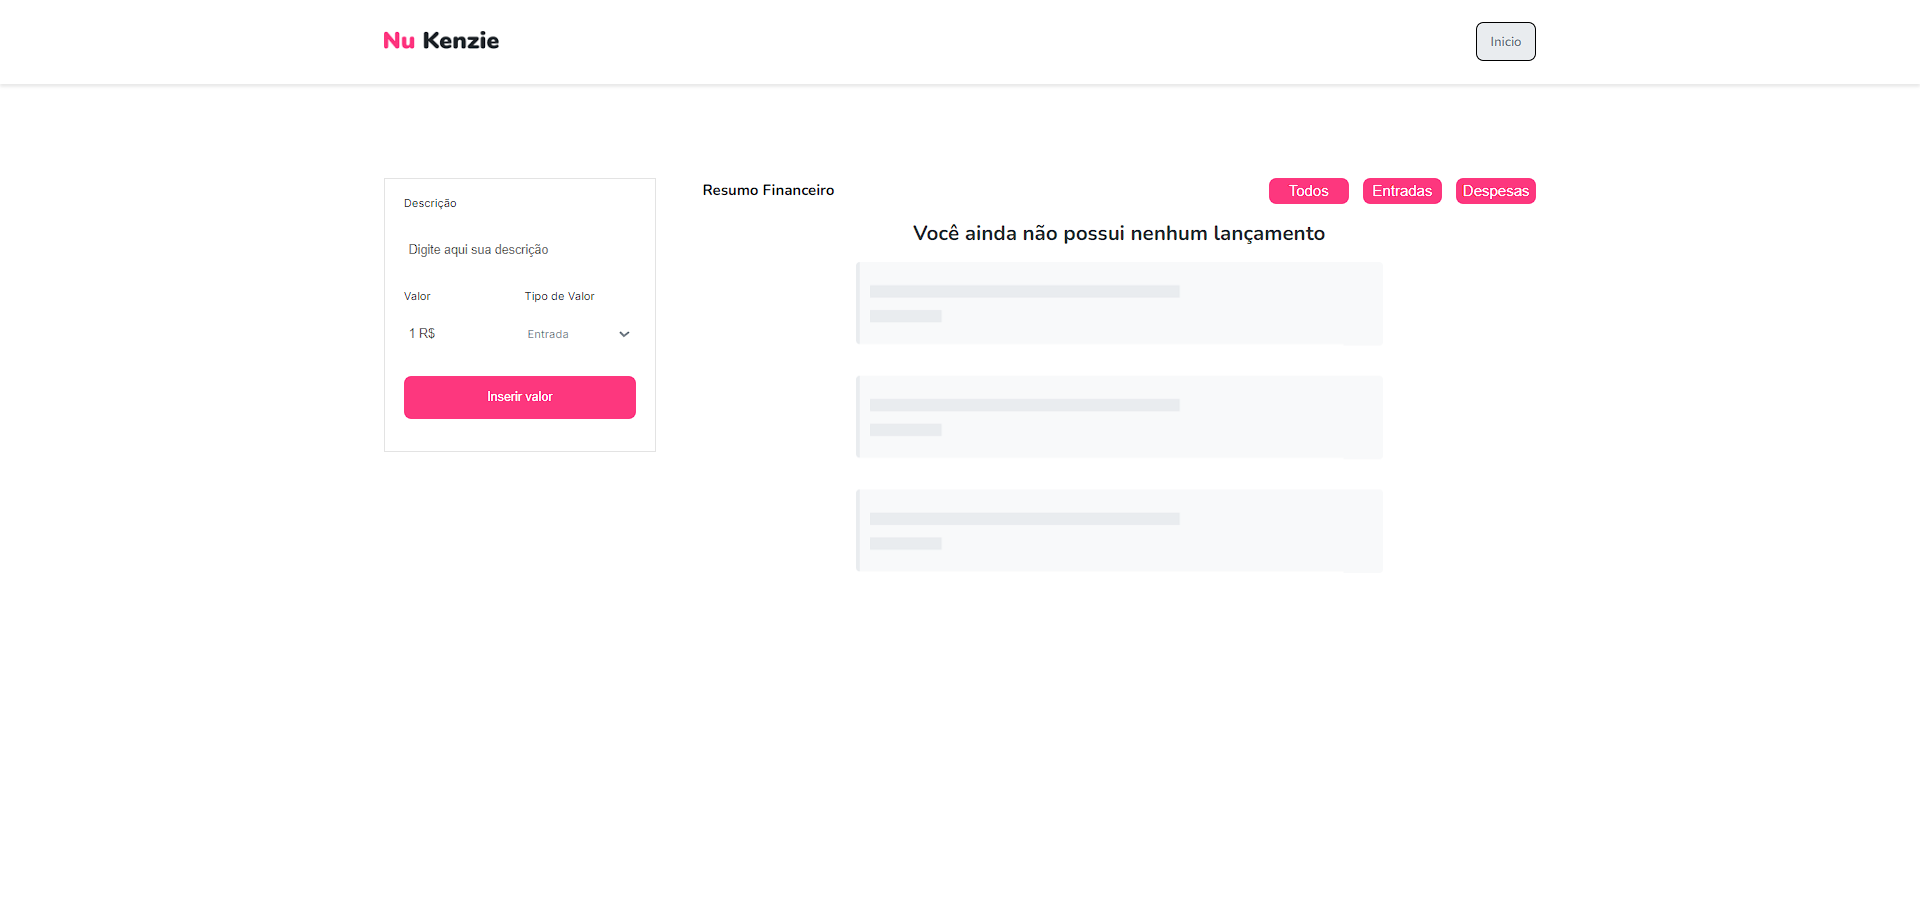 Nu Kenzie
Inicio
Descrição
Digite aqui sua descrição
Valor
Tipo de Valor
1 R$
Entrada
Inserir valor
Resumo Financeiro
Todos
Entradas
Despesas
Você ainda não possui nenhum lançamento